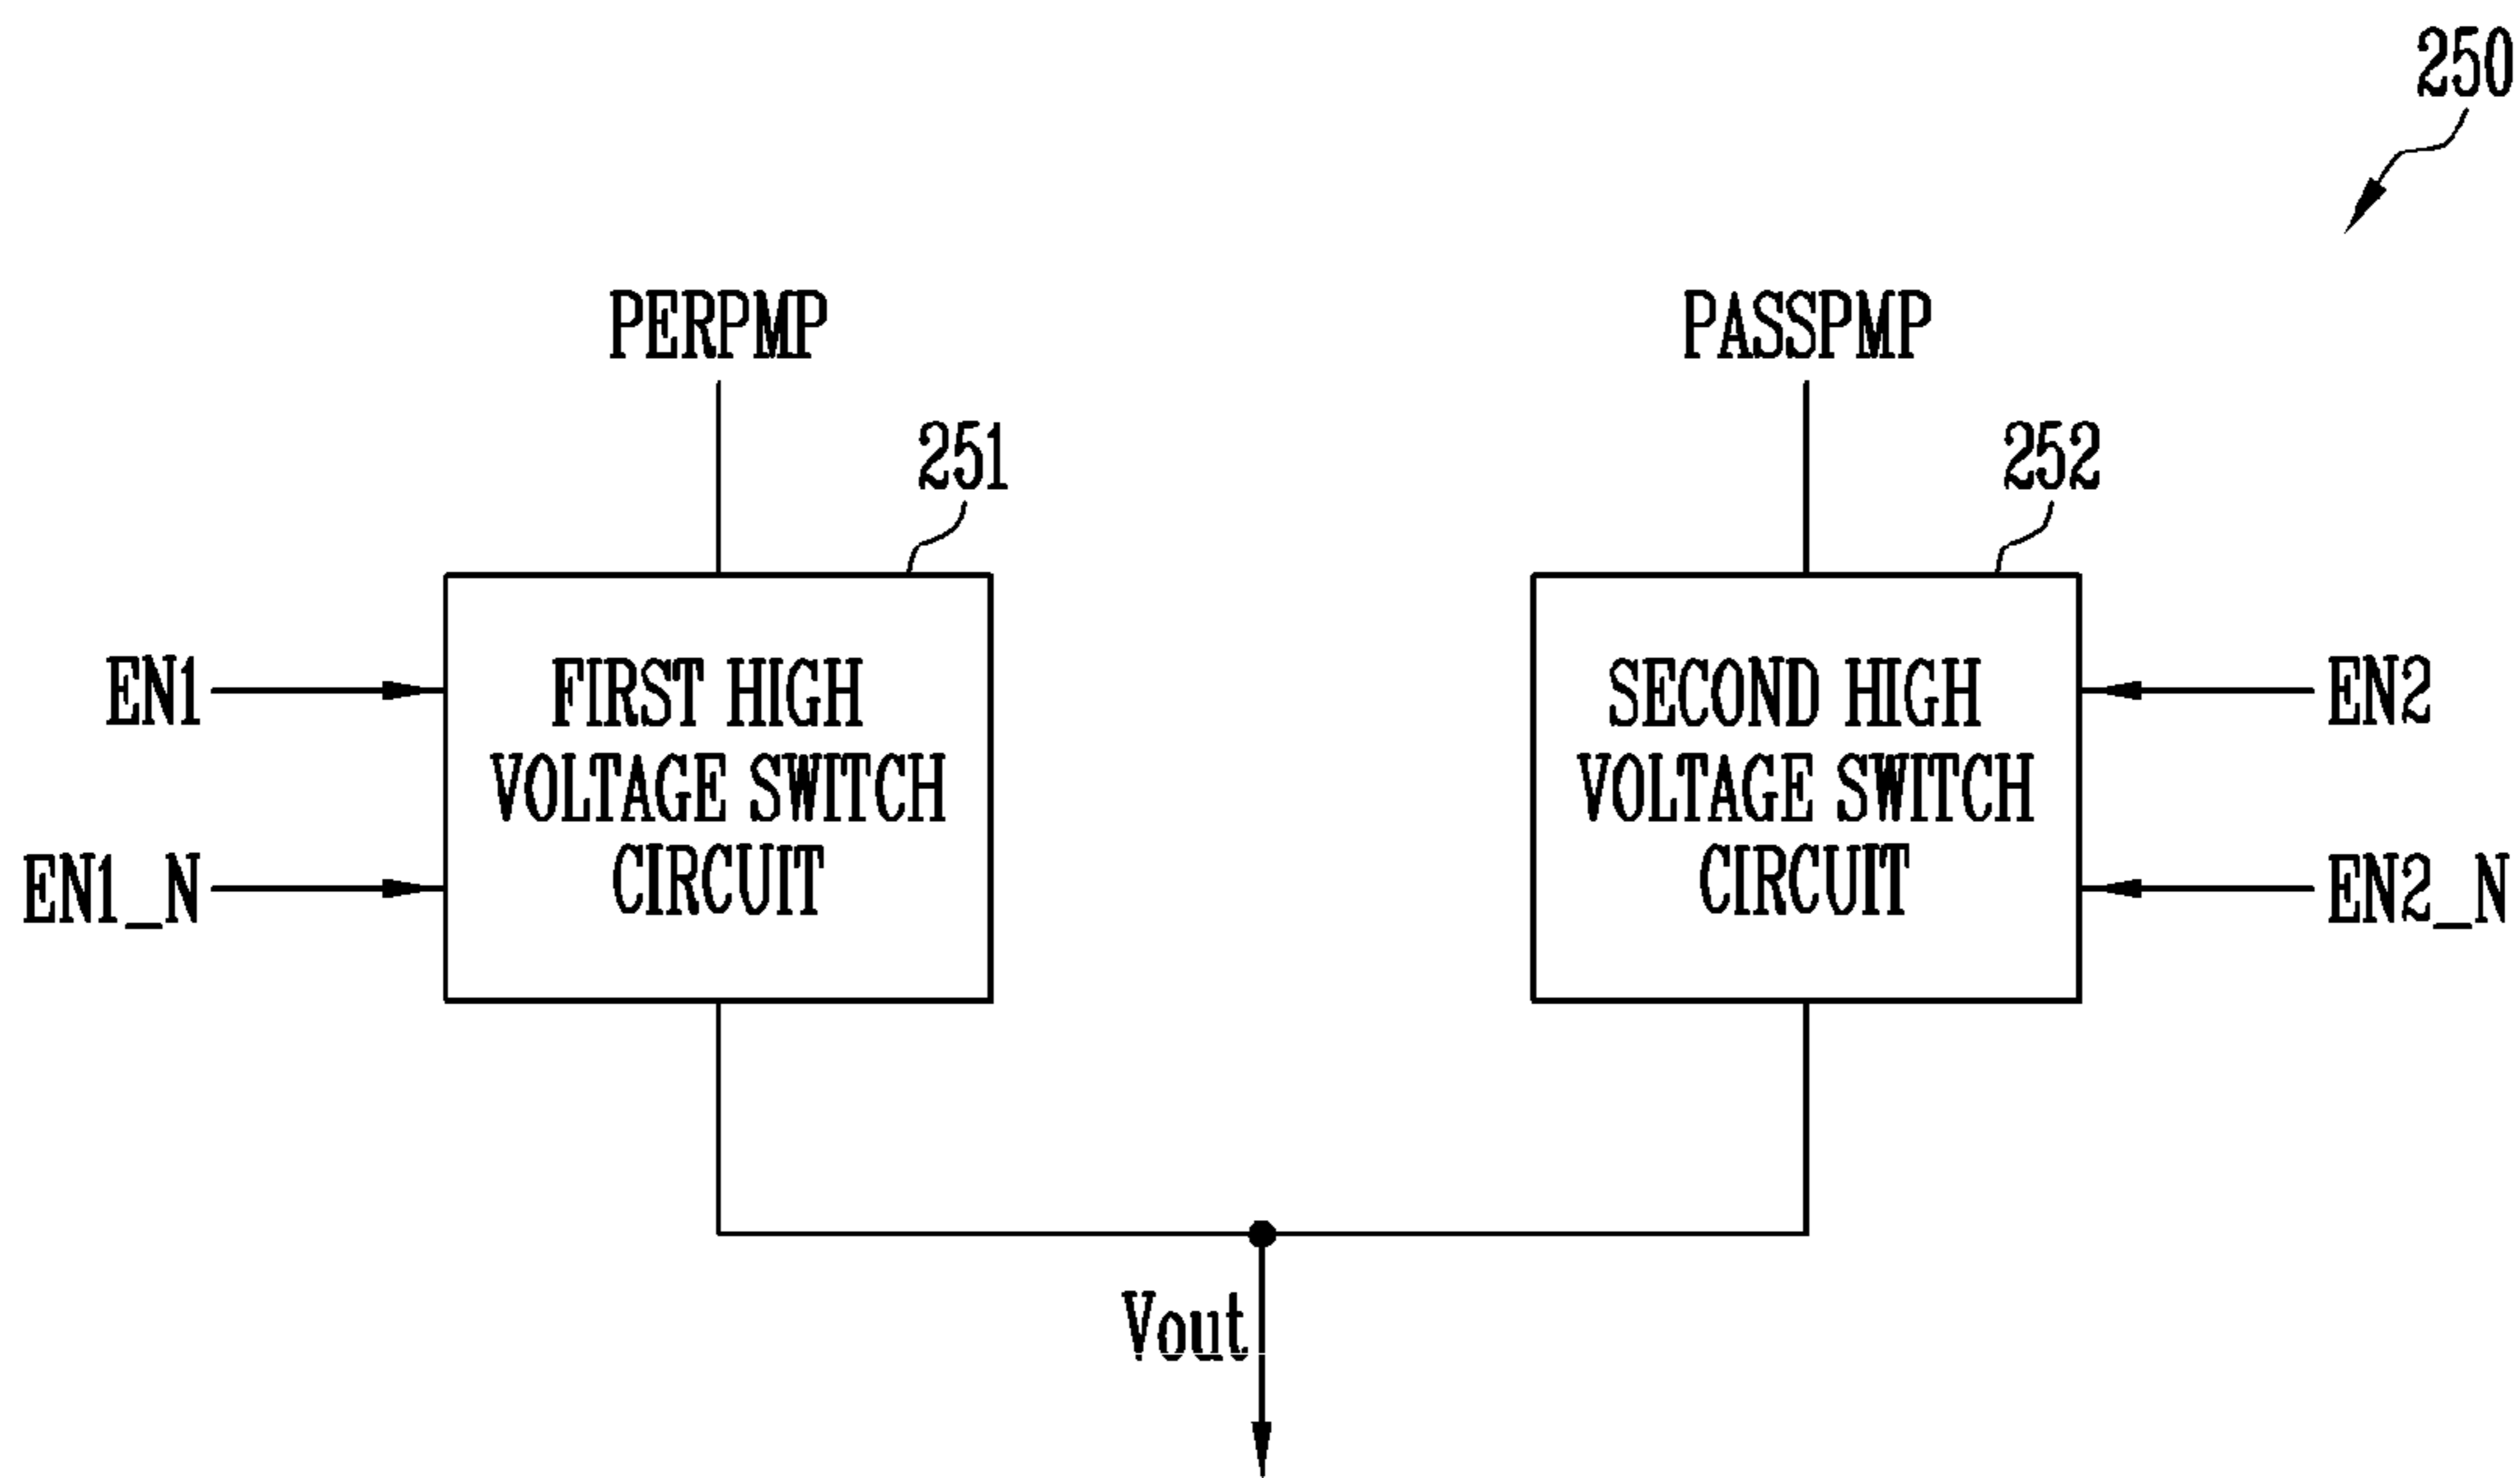 250
PERPMP
PASSPMP
251
252
EN1
FIRST HIGH
VOLTAGE SWITCH
CIRCUIT
EN1_N
SECOND HIGH
VOLTAGE SWITCH
CIRCUIT
EN2
EN2_N
Vout